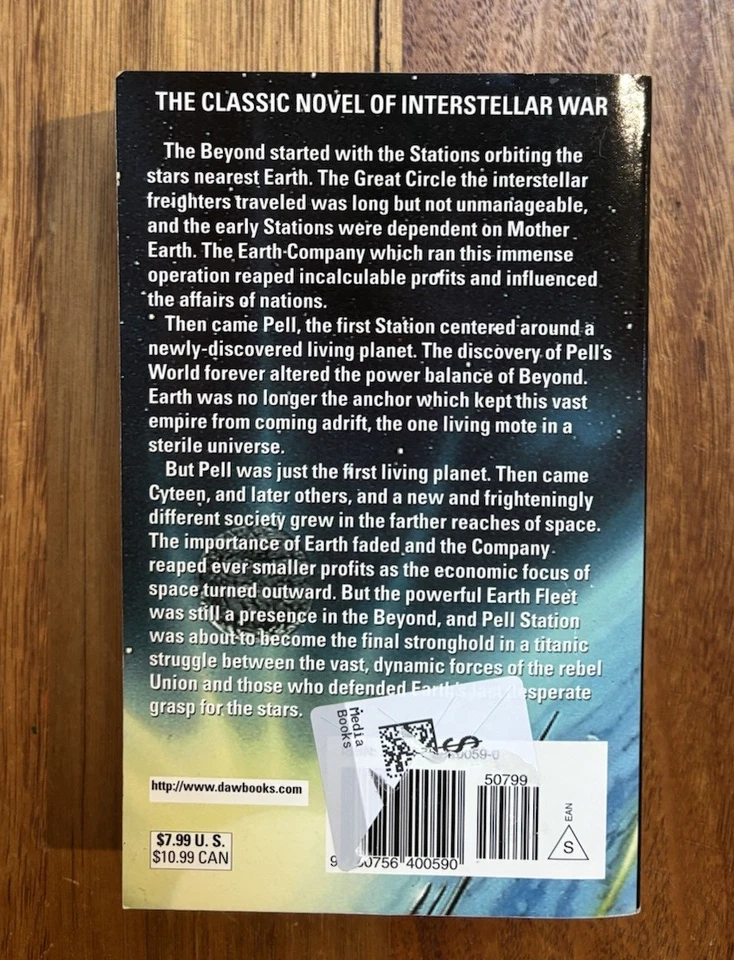 THE CLASSIC NOVEL OF INTERSTELLAR WAR
The Beyond started with the Stations orbiting the
stars nearest Earth. The Great Circle the interstellar
freighters traveled was long but not unmanageable,
and the early Stations were dependent on Mother
Earth. The Earth Company which ran this immense
operation reaped incalculable profits and influenced
the affairs of nations.
Then came Pell, the first Station centered around a
newly-discovered living planet. The discovery of Pell's
World forever altered the power balance of Beyond.
Earth was no longer the anchor which kept this vast
empire from coming adrift, the one living mote in a
sterile universe.
But Pell was just the first living planet. Then came
Cyteen, and later others, and a new and frighteningly
different society grew in the farther reaches of space.
The importance of Earth faded and the Company
reaped ever smaller profits as the economic focus of
space turned outward. But the powerful Earth Fleet
was still a presence in the Beyond, and Pell Station
was about to become the final stronghold in a titanic
struggle between the vast, dynamic forces of the rebel
Union and those who defended Earth's last desperate
grasp for the stars.
Media
Books
$
0059-0
50799
http://www.dawbooks.com
EAN
S
$7.99 U. S.
$10.99 CAN
9 80756 400590